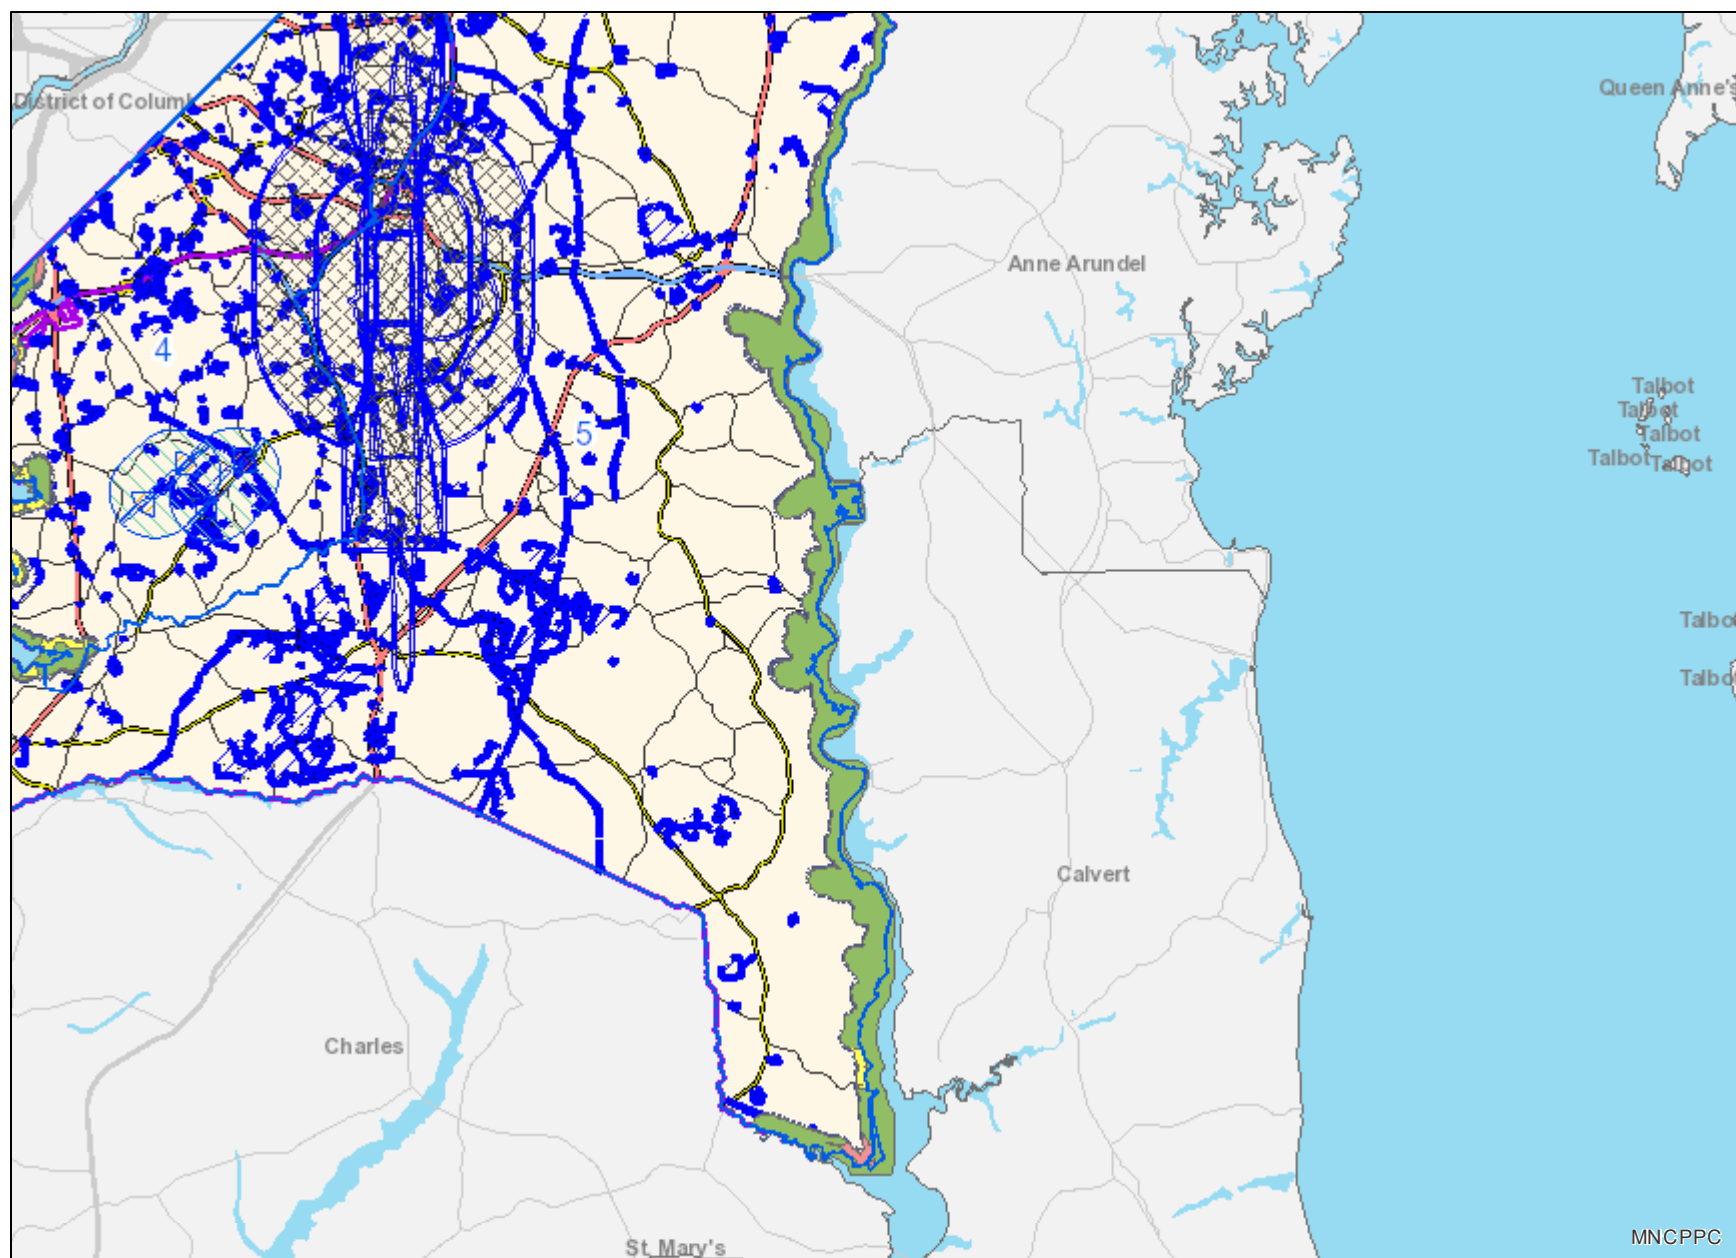 Queen Anne's
District of Columb
Anne Arundel
4
Talbot
Talbot
5
Talbot
Talbot
Talbot
Talbo
Talbo
Calvert
Charles
MNCPPC
St. Mary's